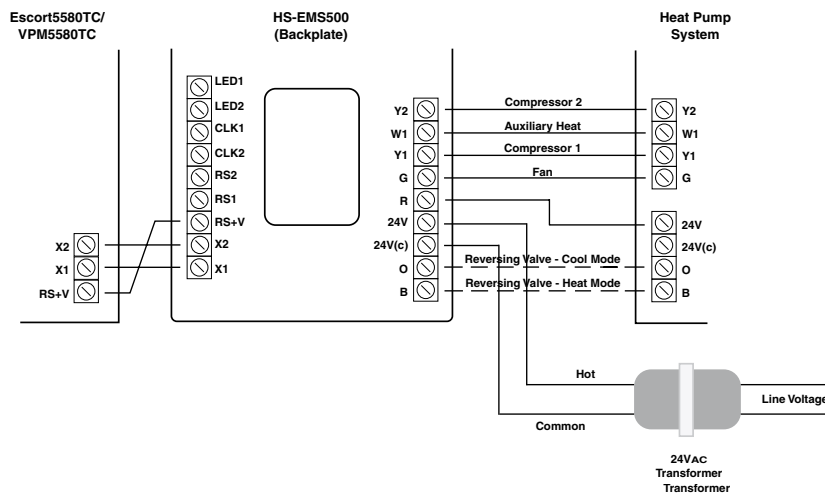 Escort5580TC/
VPM5580TC
HS-EMS500
(Backplate)
Heat Pump
System
LED1
LED2
CLK1
CLK2
RS2
RS1
RS+V
X2
X1
X2
X1
RS+V
Y2
W1
Y1
G
R
24V
24V(c)
O
B
Compressor 2
Auxiliary Heat
Compressor 1
Fan
Reversing Valve - Cool Mode
Reversing Valve - Heat Mode
Y2
W1
Y1
G
24V
24V(c)
O
B
Hot
Common
Line Voltage
24VAC
Transformer
Transformer